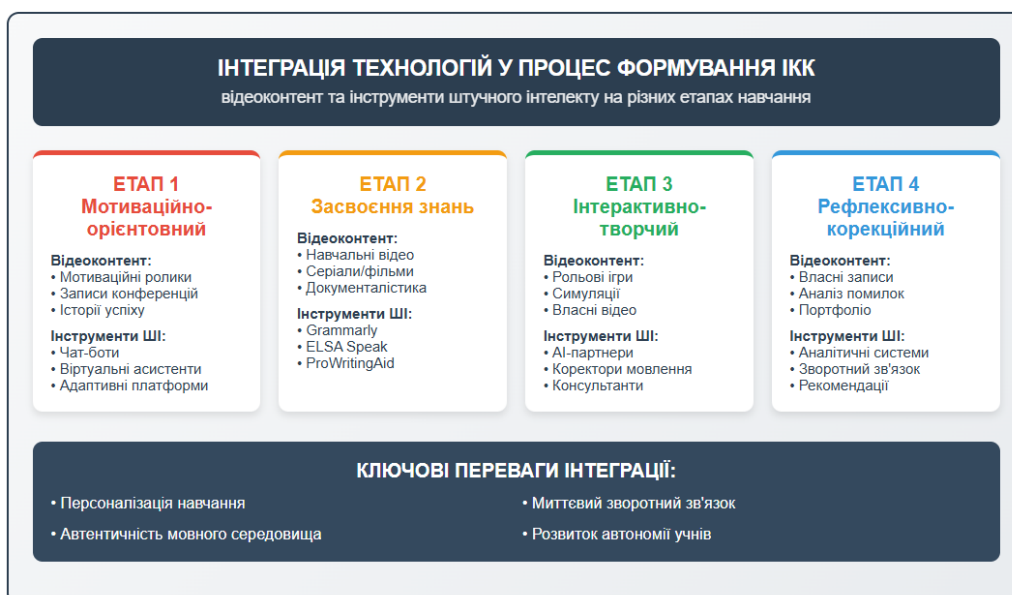 ІНТЕГРАЦІЯ ТЕХНОЛОГІЙ У ПРОЦЕС ФОРМУВАННЯ ІКК
відеоконтент та інструменти штучного інтелекту на різних етапах навчання
ЕТАП 1
Мотиваційно-
орієнтовний
Відеоконтент:
• Мотиваційні ролики
• Записи конференцій
• Історії успіху
Інструменти ШІ:
• Чат-боти
• Віртуальні асистенти
• Адаптивні платформи
ЕТАП 2
Засвоєння знань
Відеоконтент:
• Навчальні відео
• Серіали/фільми
• Документалістика
Інструменти ШІ:
• Grammarly
• ELSA Speak
• ProWritingAid
ЕТАП 3
Інтерактивно-
творчий
Відеоконтент:
• Рольові ігри
• Симуляції
• Власні відео
Інструменти ШІ:
• AI-партнери
• Коректори мовлення
• Консультанти
ЕТАП 4
Рефлексивно-
корекційний
Відеоконтент:
• Власні записи
• Аналіз помилок
• Портфоліо
Інструменти ШІ:
• Аналітичні системи
• Зворотний зв'язок
• Рекомендації
КЛЮЧОВІ ПЕРЕВАГИ ІНТЕГРАЦІЇ:
• Персоналізація навчання
• Миттєвий зворотний зв'язок
• Автентичність мовного середовища
• Розвиток автономії учнів